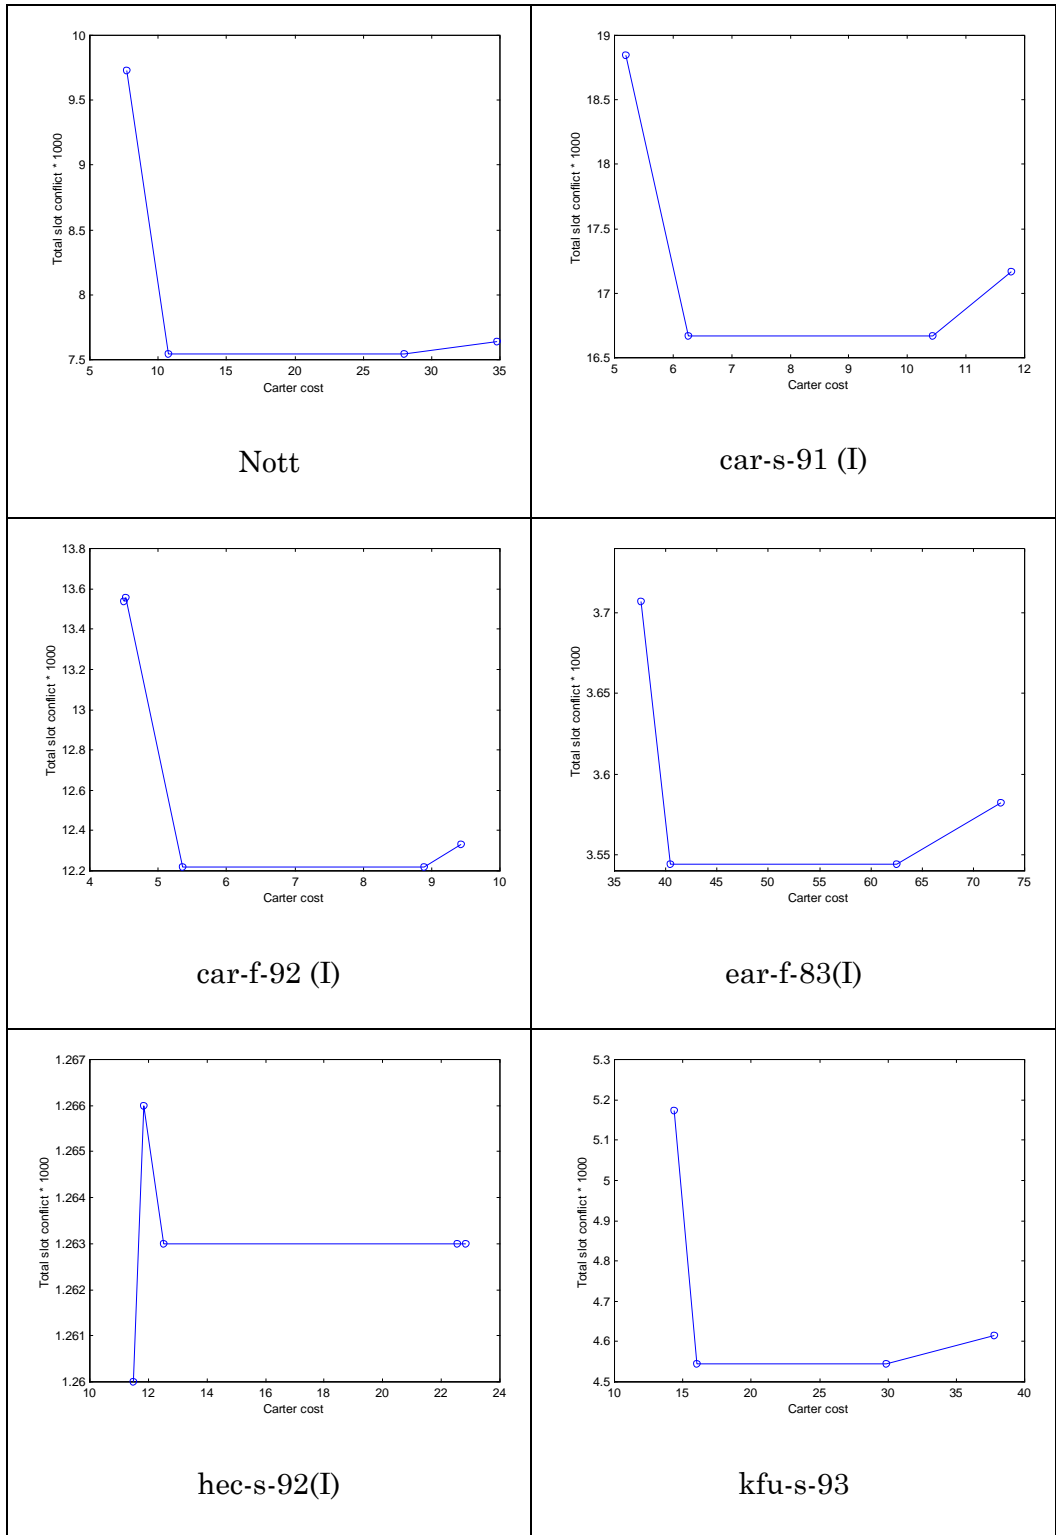 10
9.5
9
8.5
8
7.5
5 10 15 20 25 30 35
Total slot conflict * 1000
Carter cost
Nott
19
18.5
18
17.5
17
16.5
5 6 7 8 9 10 11 12
Total slot conflict * 1000
Carter cost
car-s-91 (I)
13.8
13.6
13.4
13.2
13
12.8
12.6
12.4
12.2
4 5 6 7 8 9 10
Total slot conflict * 1000
Carter cost
car-f-92 (I)
3.7
3.65
3.6
3.55
35 40 45 50 55 60 65 70 75
Total slot conflict * 1000
Carter cost
ear-f-83(I)
1.267
1.266
1.265
1.264
1.263
1.262
1.261
1.26
10 12 14 16 18 20 22 24
Total slot conflict * 1000
Carter cost
hec-s-92(I)
5.3
5.2
5.1
5
4.9
4.8
4.7
4.6
4.5
10 15 20 25 30 35 40
Total slot conflict * 1000
Carter cost
kfu-s-93